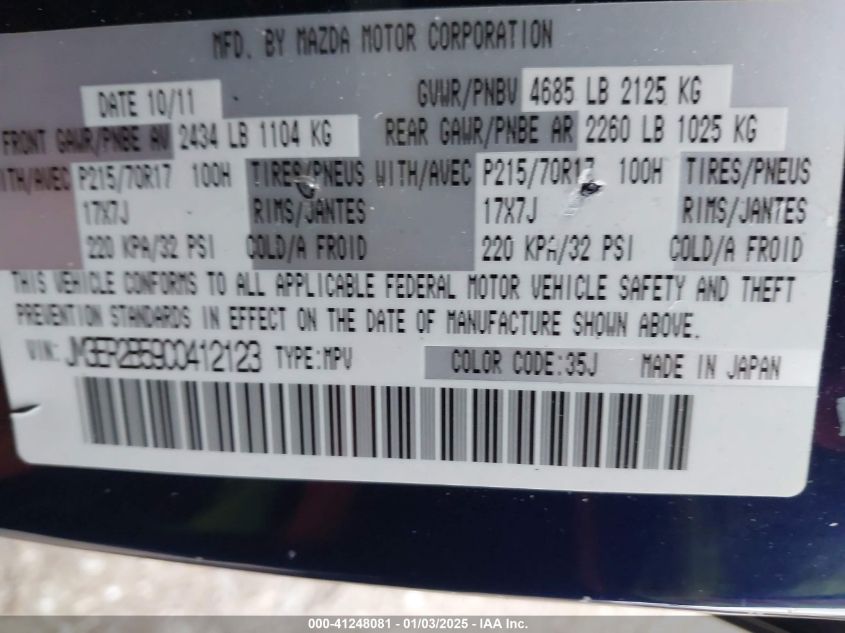 MFD. BY MAZDA MOTOR CORPORATION
DATE 10/11 GVWR/PNBV 4685 LB 2125 KG
FRONT GAWR/PNBE AV 2434 LB 1104 KG REAR GAWR/PNBE AR 2260 LB 1025 KG
WITH/AVEC P215/70R17 100H TIRES/PNEUS WITH/AVEC P215/70R17 100H TIRES/PNEUS
17X7J RIMS/JANTES 17X7J RIMS/JANTES
220 KPA/32 PSI COLD/A FROID 220 KPA/32 PSI COLD/A FROID
THIS VEHICLE CONFORMS TO ALL APPLICABLE FEDERAL MOTOR VEHICLE SAFETY AND THEFT
PREVENTION STANDARDS IN EFFECT ON THE DATE OF MANUFACTURE SHOWN ABOVE.
VIN: JM3ER2B59C0412123 TYPE:MPV COLOR CODE:35J MADE IN JAPAN
000-41248081 - 01/03/2025 - IAA Inc.